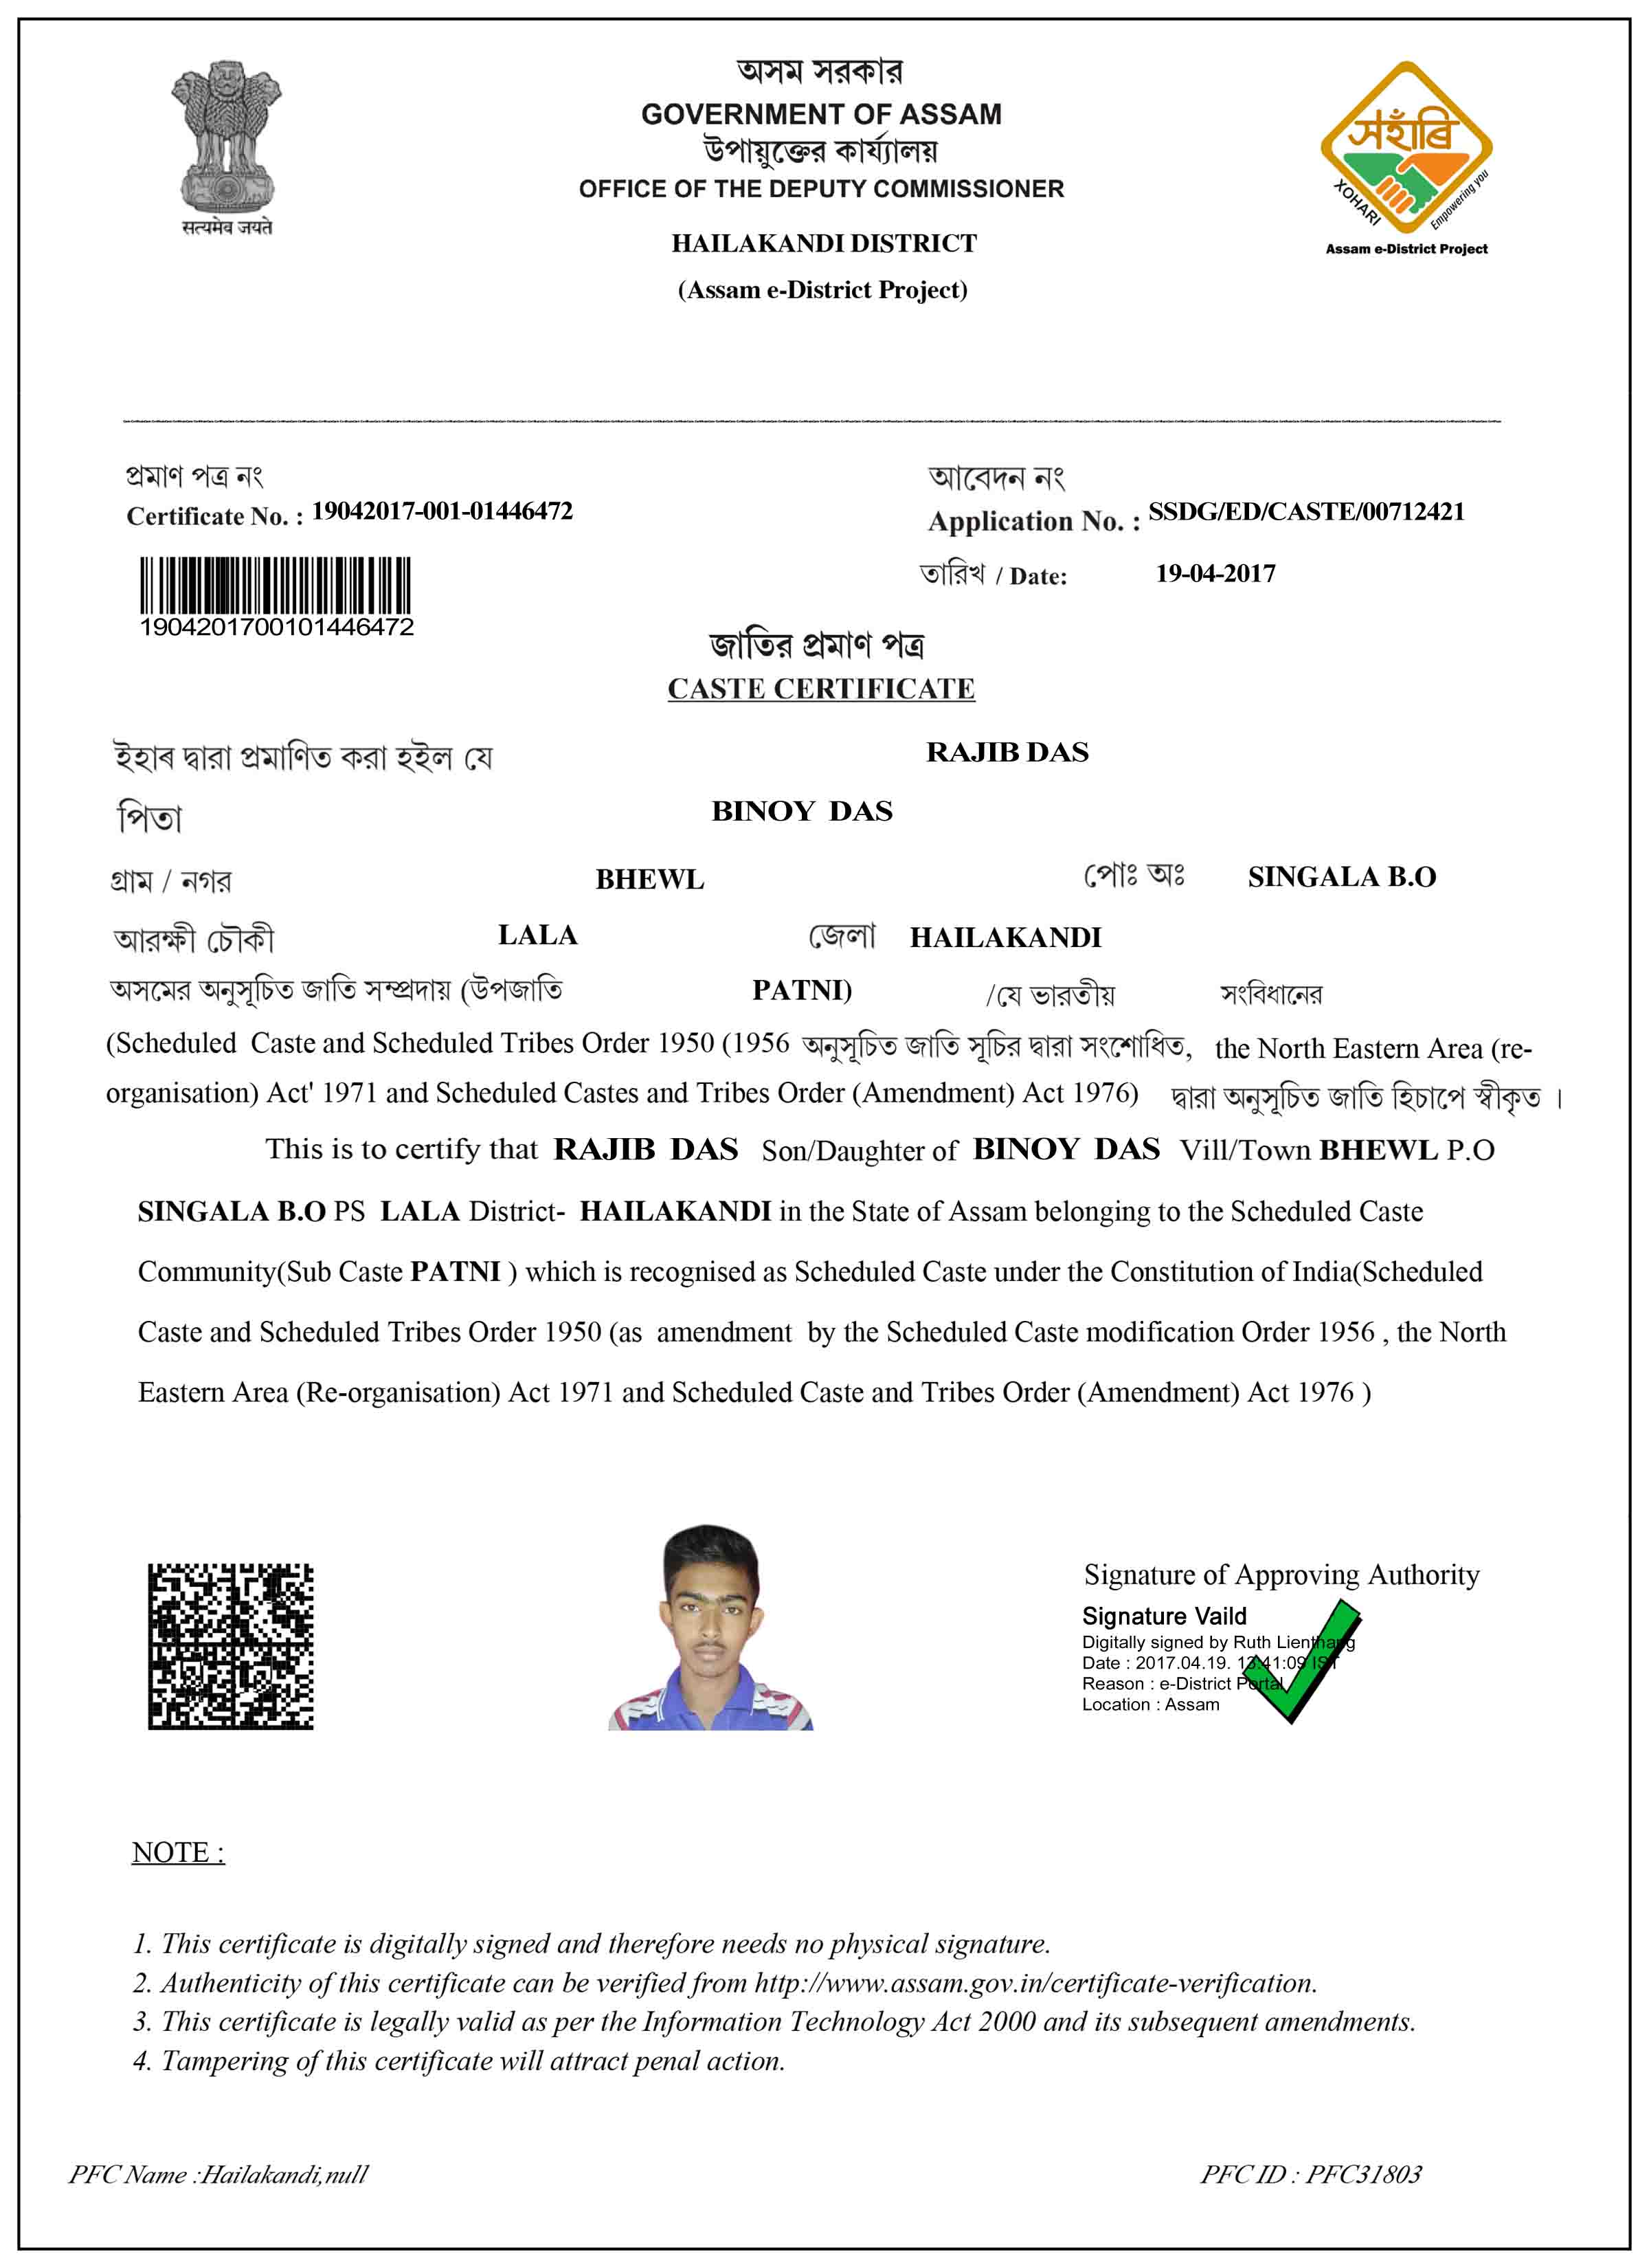 सत्यमेव जयते
অসম সরকার
GOVERNMENT OF ASSAM
উপায়ুক্তের কার্য্যালয়
OFFICE OF THE DEPUTY COMMISSIONER
HAILAKANDI DISTRICT
(Assam e-District Project)
সহাঁৰি
XOHARI
Empowering you
Assam e-District Project
প্রমাণ পত্র নং
Certificate No. : 19042017-001-01446472
আবেদন নং
Application No. : SSDG/ED/CASTE/00712421
তারিখ / Date: 19-04-2017
1904201700101446472
জাতির প্রমাণ পত্র
CASTE CERTIFICATE
ইহাৰ দ্বারা প্রমাণিত করা হইল যে RAJIB DAS
পিতা BINOY DAS
গ্রাম / নগর BHEWL পোঃ অঃ SINGALA B.O
আরক্ষী চৌকী LALA জেলা HAILAKANDI
অসমের অনুসূচিত জাতি সম্প্রদায় (উপজাতি PATNI) /যে ভারতীয় সংবিধানের
(Scheduled Caste and Scheduled Tribes Order 1950 (1956 অনুসূচিত জাতি সূচির দ্বারা সংশোধিত, the North Eastern Area (re-
organisation) Act' 1971 and Scheduled Castes and Tribes Order (Amendment) Act 1976) দ্বারা অনুসূচিত জাতি হিচাপে স্বীকৃত ।
This is to certify that RAJIB DAS Son/Daughter of BINOY DAS Vill/Town BHEWL P.O
SINGALA B.O PS LALA District- HAILAKANDI in the State of Assam belonging to the Scheduled Caste
Community(Sub Caste PATNI ) which is recognised as Scheduled Caste under the Constitution of India(Scheduled
Caste and Scheduled Tribes Order 1950 (as amendment by the Scheduled Caste modification Order 1956 , the North
Eastern Area (Re-organisation) Act 1971 and Scheduled Caste and Tribes Order (Amendment) Act 1976 )
Signature of Approving Authority
Signature Vaild
Digitally signed by Ruth Lienthang
Date : 2017.04.19. 13:41:09 IST
Reason : e-District Portal
Location : Assam
NOTE :
1. This certificate is digitally signed and therefore needs no physical signature.
2. Authenticity of this certificate can be verified from http://www.assam.gov.in/certificate-verification.
3. This certificate is legally valid as per the Information Technology Act 2000 and its subsequent amendments.
4. Tampering of this certificate will attract penal action.
PFC Name :Hailakandi,null
PFC ID : PFC31803